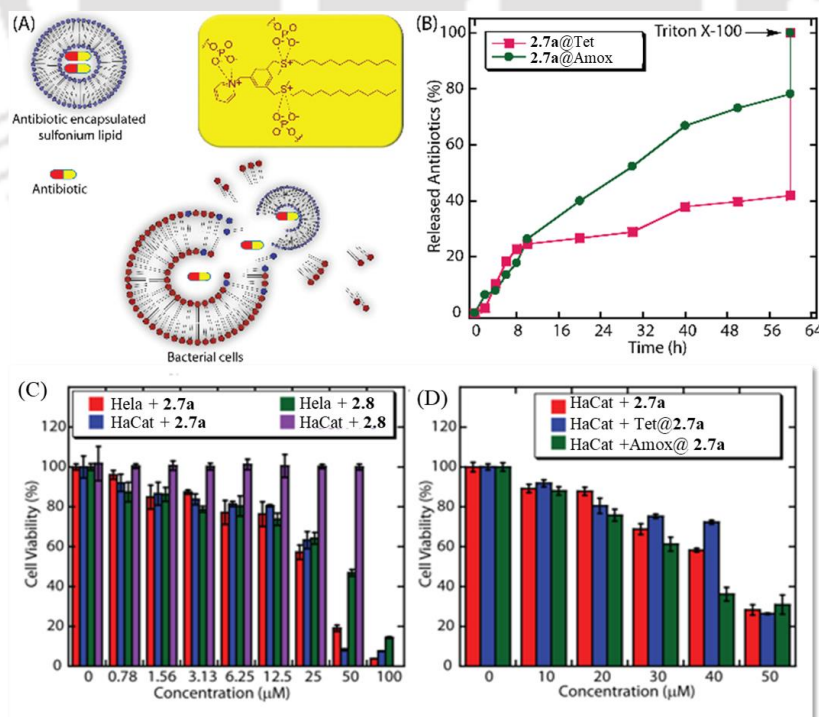 (A)
Antibiotic encapsulated
sulfonium lipid
Antibiotic
Bacterial cells
(B)
2.7a@Tet
2.7a@Amox
Triton X-100
Released Antibiotics (%)
100
80
60
40
20
0
0 8 16 24 32 40 48 56 64
Time (h)
(C)
Hela + 2.7a
HaCat + 2.7a
Hela + 2.8
HaCat + 2.8
Cell Viability (%)
120
100
80
60
40
20
0
0 0.78 1.56 3.13 6.25 12.5 25 50 100
Concentration (μM)
(D)
HaCat + 2.7a
HaCat + Tet@2.7a
HaCat +Amox@ 2.7a
Cell Viability (%)
120
100
80
60
40
20
0
0 10 20 30 40 50
Concentration (μM)